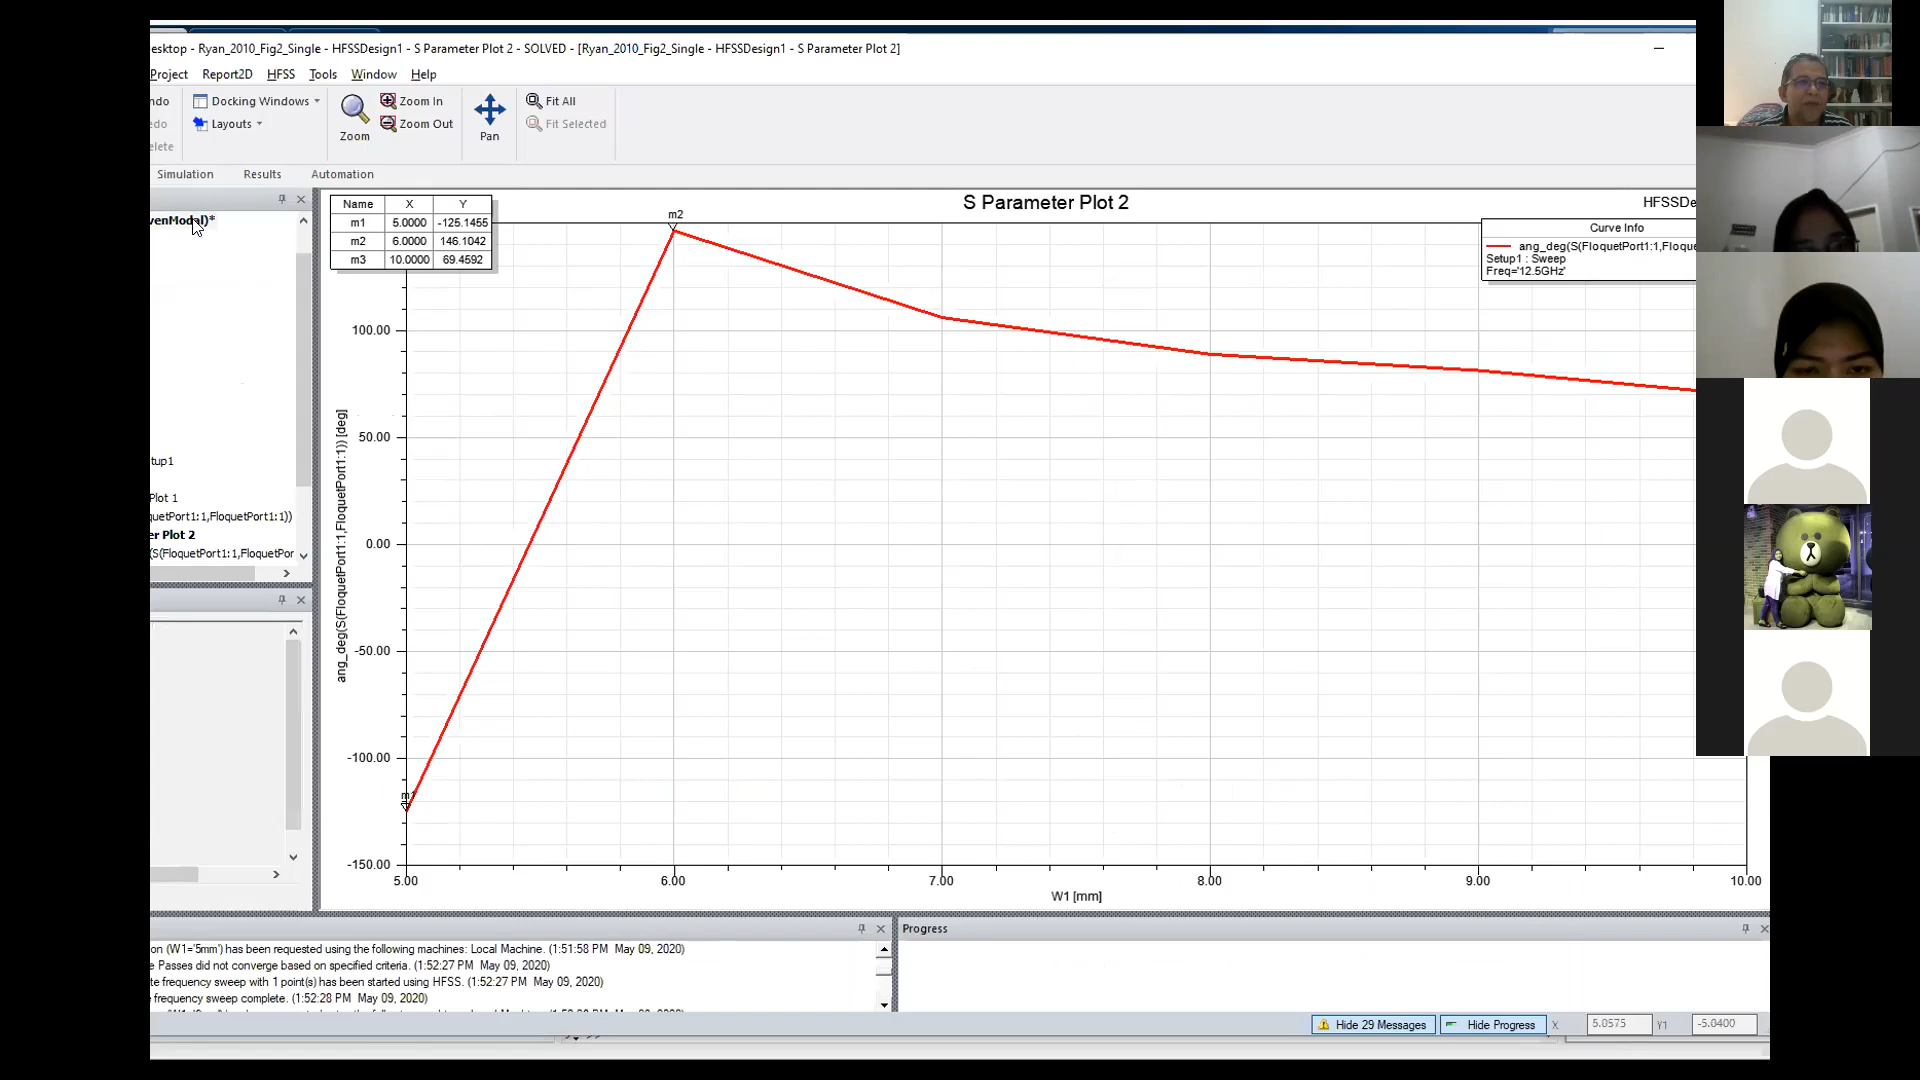 esktop - Ryan_2010_Fig2_Single - HFSSDesign1 - S Parameter Plot 2 - SOLVED - [Ryan_2010_Fig2_Single - HFSSDesign1 - S Parameter Plot 2]
Project Report2D HFSS Tools Window Help
ndo Docking Windows Zoom In Fit All
edo Layouts Zoom Out Fit Selected
elete Zoom Pan
Simulation Results Automation
venModal)*
tup1
Plot 1
quetPort1:1,FloquetPort1:1))
er Plot 2
(S(FloquetPort1:1,FloquetPor
S Parameter Plot 2
HFSSDe
Name X Y
m1 5.0000 -125.1455
m2 6.0000 146.1042
m3 10.0000 69.4592
m2
Curve Info
ang_deg(S(FloquetPort1:1,Floque
Setup1 : Sweep
Freq='12.5GHz'
ang_deg(S(FloquetPort1:1,FloquetPort1:1)) [deg]
100.00
50.00
0.00
-50.00
-100.00
-150.00
m1
5.00 6.00 7.00 8.00 9.00 10.00
W1 [mm]
on (W1='5mm') has been requested using the following machines: Local Machine. (1:51:58 PM May 09, 2020)
e Passes did not converge based on specified criteria. (1:52:27 PM May 09, 2020)
te frequency sweep with 1 point(s) has been started using HFSS. (1:52:27 PM May 09, 2020)
e frequency sweep complete. (1:52:28 PM May 09, 2020)
Progress
Hide 29 Messages Hide Progress X 5.0575 Y1 -5.0400